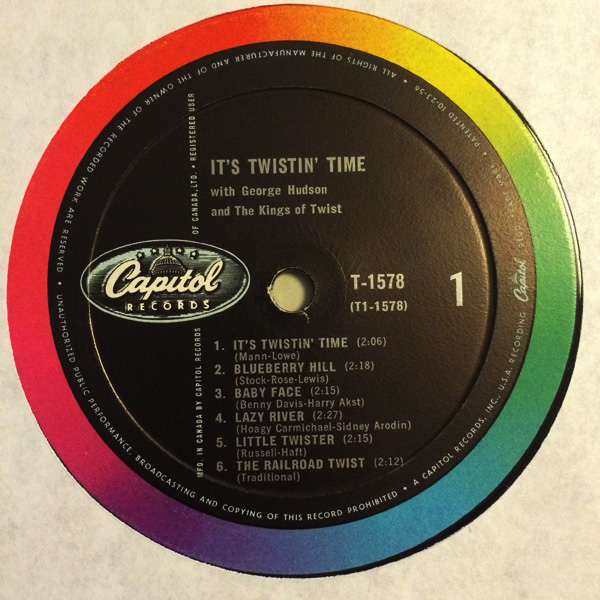 IT'S TWISTIN' TIME
with George Hudson
and The Kings of Twist
Capitol
RECORDS
T-1578
(T1-1578)
1
1. IT'S TWISTIN' TIME (2:06)
(Mann-Lowe)
2. BLUEBERRY HILL (2:18)
(Stock-Rose-Lewis)
3. BABY FACE (2:15)
(Benny Davis-Harry Akst)
4. LAZY RIVER (2:27)
(Hoagy Carmichael-Sidney Arodin)
5. LITTLE TWISTER (2:15)
(Russell-Haft)
6. THE RAILROAD TWIST (2:12)
(Traditional)
MFD. IN CANADA BY CAPITOL RECORDS OF CANADA, LTD. • REGISTERED USER
• ALL RIGHTS OF THE MANUFACTURER AND OF THE OWNER OF THE RECORDED WORK ARE RESERVED • UNAUTHORIZED PUBLIC PERFORMANCE, BROADCASTING AND COPYING OF THIS RECORD PROHIBITED • A CAPITOL RECORDS, INC., U.S.A. RECORDING
Capitol
• PATENTED 10-23-56